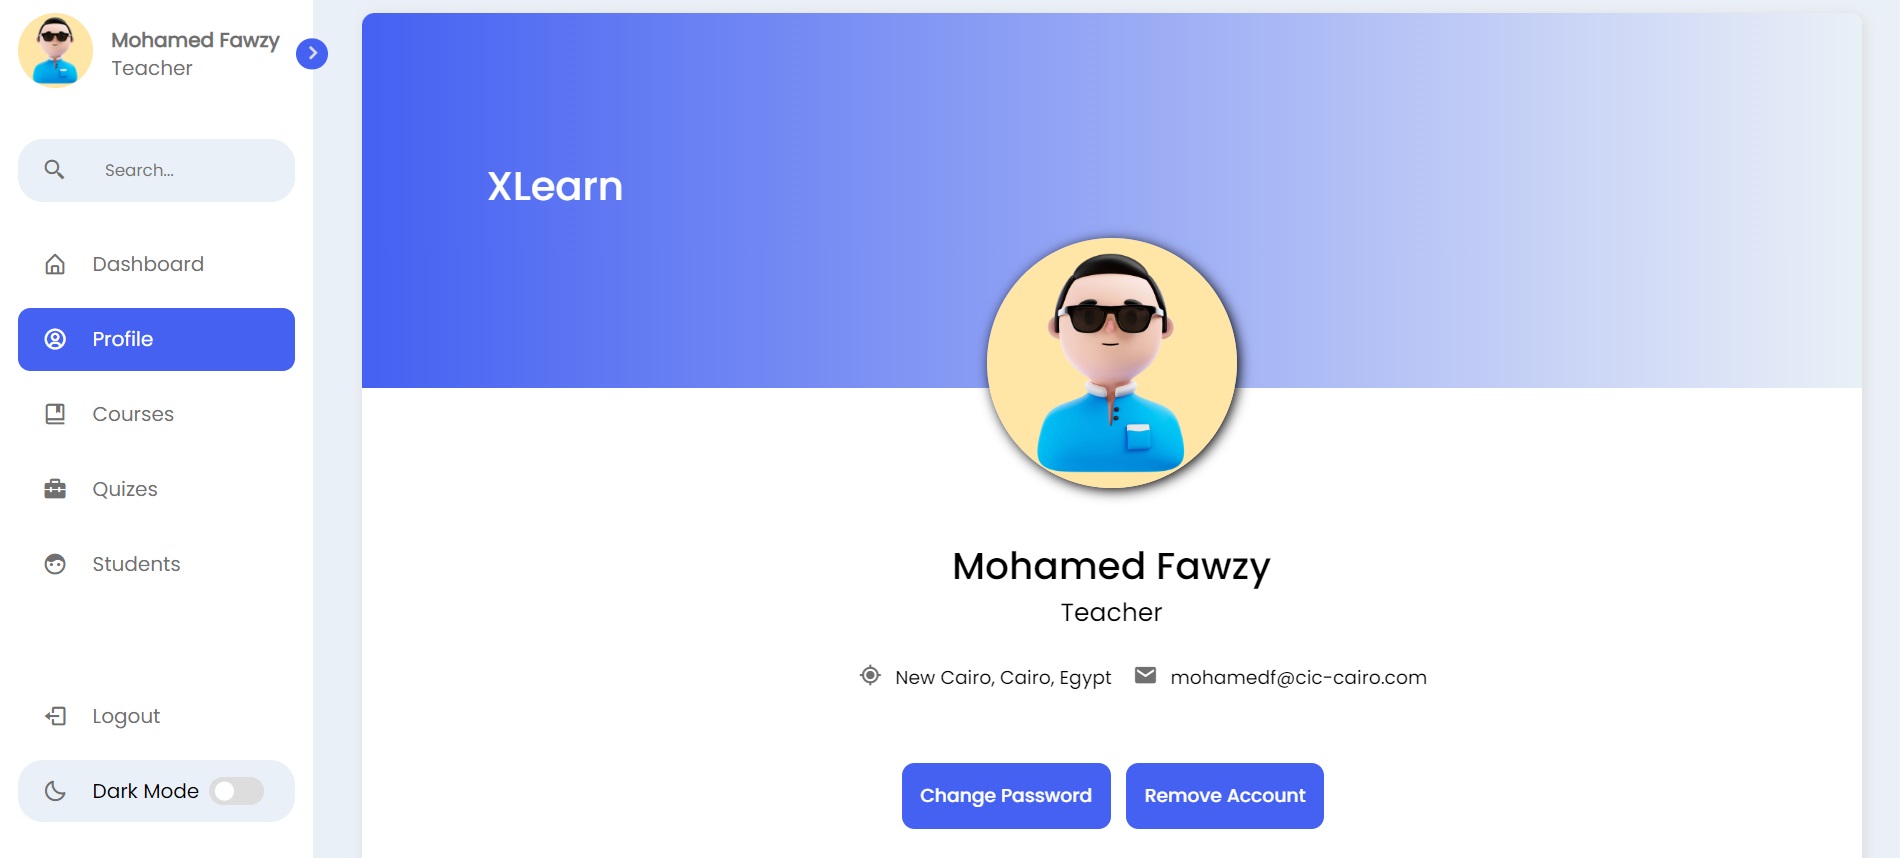 Mohamed Fawzy
Teacher
Search...
Dashboard
Profile
Courses
Quizes
Students
Logout
Dark Mode
XLearn
Mohamed Fawzy
Teacher
New Cairo, Cairo, Egypt mohamedf@cic-cairo.com
Change Password Remove Account